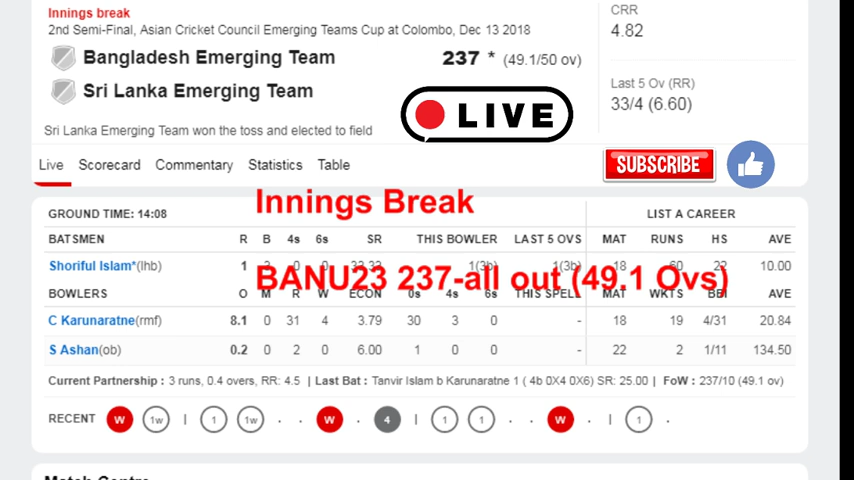 Innings break
CRR
2nd Semi-Final, Asian Cricket Council Emerging Teams Cup at Colombo, Dec 13 2018
4.82
Bangladesh Emerging Team 237 * (49.1/50 ov)
Sri Lanka Emerging Team
Last 5 Ov (RR)
33/4 (6.60)
LIVE
Sri Lanka Emerging Team won the toss and elected to field
Live Scorecard Commentary Statistics Table
SUBSCRIBE
Innings Break
GROUND TIME: 14:08 LIST A CAREER
BATSMEN R B 4s 6s SR THIS BOWLER LAST 5 OVS MAT RUNS HS AVE
Shoriful Islam*(lhb) 1 3 0 0 33.33 1(3b) 1(3b) 18 60 22 10.00
BANU23 237-all out (49.1 Ovs)
BOWLERS O M R W ECON 0s 4s 6s THIS SPELL MAT WKTS BBI AVE
C Karunaratne(rmf) 8.1 0 31 4 3.79 30 3 0 - 18 19 4/31 20.84
S Ashan(ob) 0.2 0 2 0 6.00 1 0 0 - 22 2 1/11 134.50
Current Partnership : 3 runs, 0.4 overs, RR: 4.5 | Last Bat : Tanvir Islam b Karunaratne 1 ( 4b 0X4 0X6) SR: 25.00 | FoW : 237/10 (49.1 ov)
RECENT W 1w | 1 1w . . W . 4 | 1 1 . . W . | 1 .
Match Centre